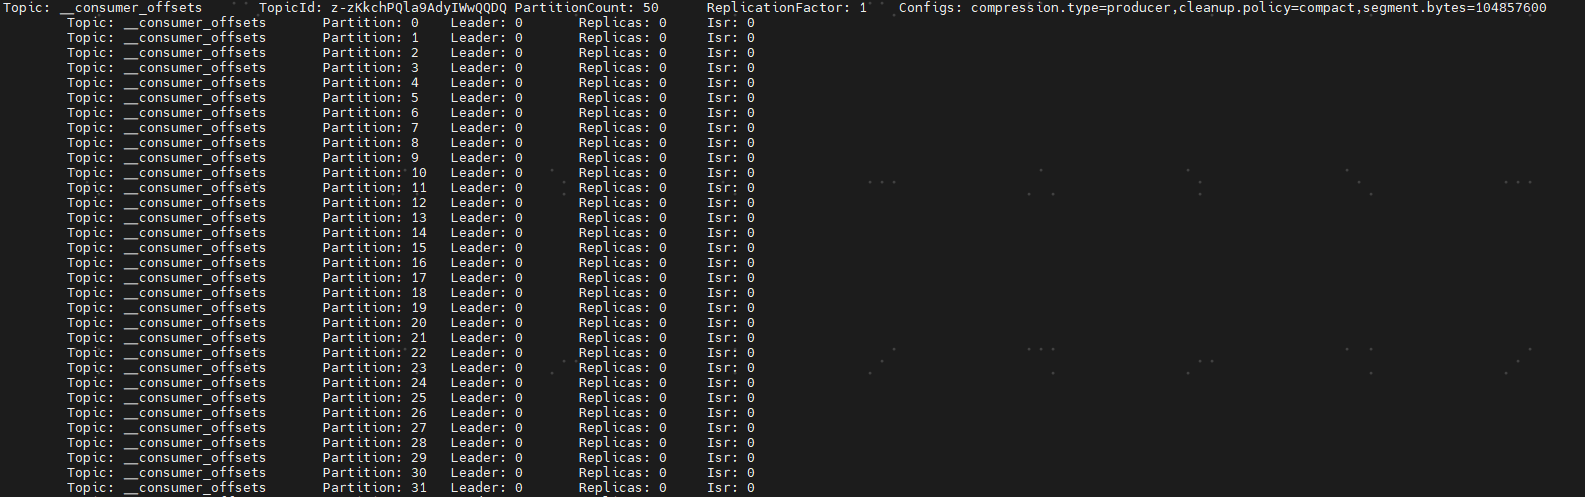 Topic: __consumer_offsets TopicId: z-zKkchPQla9AdyIWwQQDQ PartitionCount: 50 ReplicationFactor: 1 Configs: compression.type=producer,cleanup.policy=compact,segment.bytes=104857600
Topic: __consumer_offsets Partition: 0 Leader: 0 Replicas: 0 Isr: 0
Topic: __consumer_offsets Partition: 1 Leader: 0 Replicas: 0 Isr: 0
Topic: __consumer_offsets Partition: 2 Leader: 0 Replicas: 0 Isr: 0
Topic: __consumer_offsets Partition: 3 Leader: 0 Replicas: 0 Isr: 0
Topic: __consumer_offsets Partition: 4 Leader: 0 Replicas: 0 Isr: 0
Topic: __consumer_offsets Partition: 5 Leader: 0 Replicas: 0 Isr: 0
Topic: __consumer_offsets Partition: 6 Leader: 0 Replicas: 0 Isr: 0
Topic: __consumer_offsets Partition: 7 Leader: 0 Replicas: 0 Isr: 0
Topic: __consumer_offsets Partition: 8 Leader: 0 Replicas: 0 Isr: 0
Topic: __consumer_offsets Partition: 9 Leader: 0 Replicas: 0 Isr: 0
Topic: __consumer_offsets Partition: 10 Leader: 0 Replicas: 0 Isr: 0
Topic: __consumer_offsets Partition: 11 Leader: 0 Replicas: 0 Isr: 0
Topic: __consumer_offsets Partition: 12 Leader: 0 Replicas: 0 Isr: 0
Topic: __consumer_offsets Partition: 13 Leader: 0 Replicas: 0 Isr: 0
Topic: __consumer_offsets Partition: 14 Leader: 0 Replicas: 0 Isr: 0
Topic: __consumer_offsets Partition: 15 Leader: 0 Replicas: 0 Isr: 0
Topic: __consumer_offsets Partition: 16 Leader: 0 Replicas: 0 Isr: 0
Topic: __consumer_offsets Partition: 17 Leader: 0 Replicas: 0 Isr: 0
Topic: __consumer_offsets Partition: 18 Leader: 0 Replicas: 0 Isr: 0
Topic: __consumer_offsets Partition: 19 Leader: 0 Replicas: 0 Isr: 0
Topic: __consumer_offsets Partition: 20 Leader: 0 Replicas: 0 Isr: 0
Topic: __consumer_offsets Partition: 21 Leader: 0 Replicas: 0 Isr: 0
Topic: __consumer_offsets Partition: 22 Leader: 0 Replicas: 0 Isr: 0
Topic: __consumer_offsets Partition: 23 Leader: 0 Replicas: 0 Isr: 0
Topic: __consumer_offsets Partition: 24 Leader: 0 Replicas: 0 Isr: 0
Topic: __consumer_offsets Partition: 25 Leader: 0 Replicas: 0 Isr: 0
Topic: __consumer_offsets Partition: 26 Leader: 0 Replicas: 0 Isr: 0
Topic: __consumer_offsets Partition: 27 Leader: 0 Replicas: 0 Isr: 0
Topic: __consumer_offsets Partition: 28 Leader: 0 Replicas: 0 Isr: 0
Topic: __consumer_offsets Partition: 29 Leader: 0 Replicas: 0 Isr: 0
Topic: __consumer_offsets Partition: 30 Leader: 0 Replicas: 0 Isr: 0
Topic: __consumer_offsets Partition: 31 Leader: 0 Replicas: 0 Isr: 0